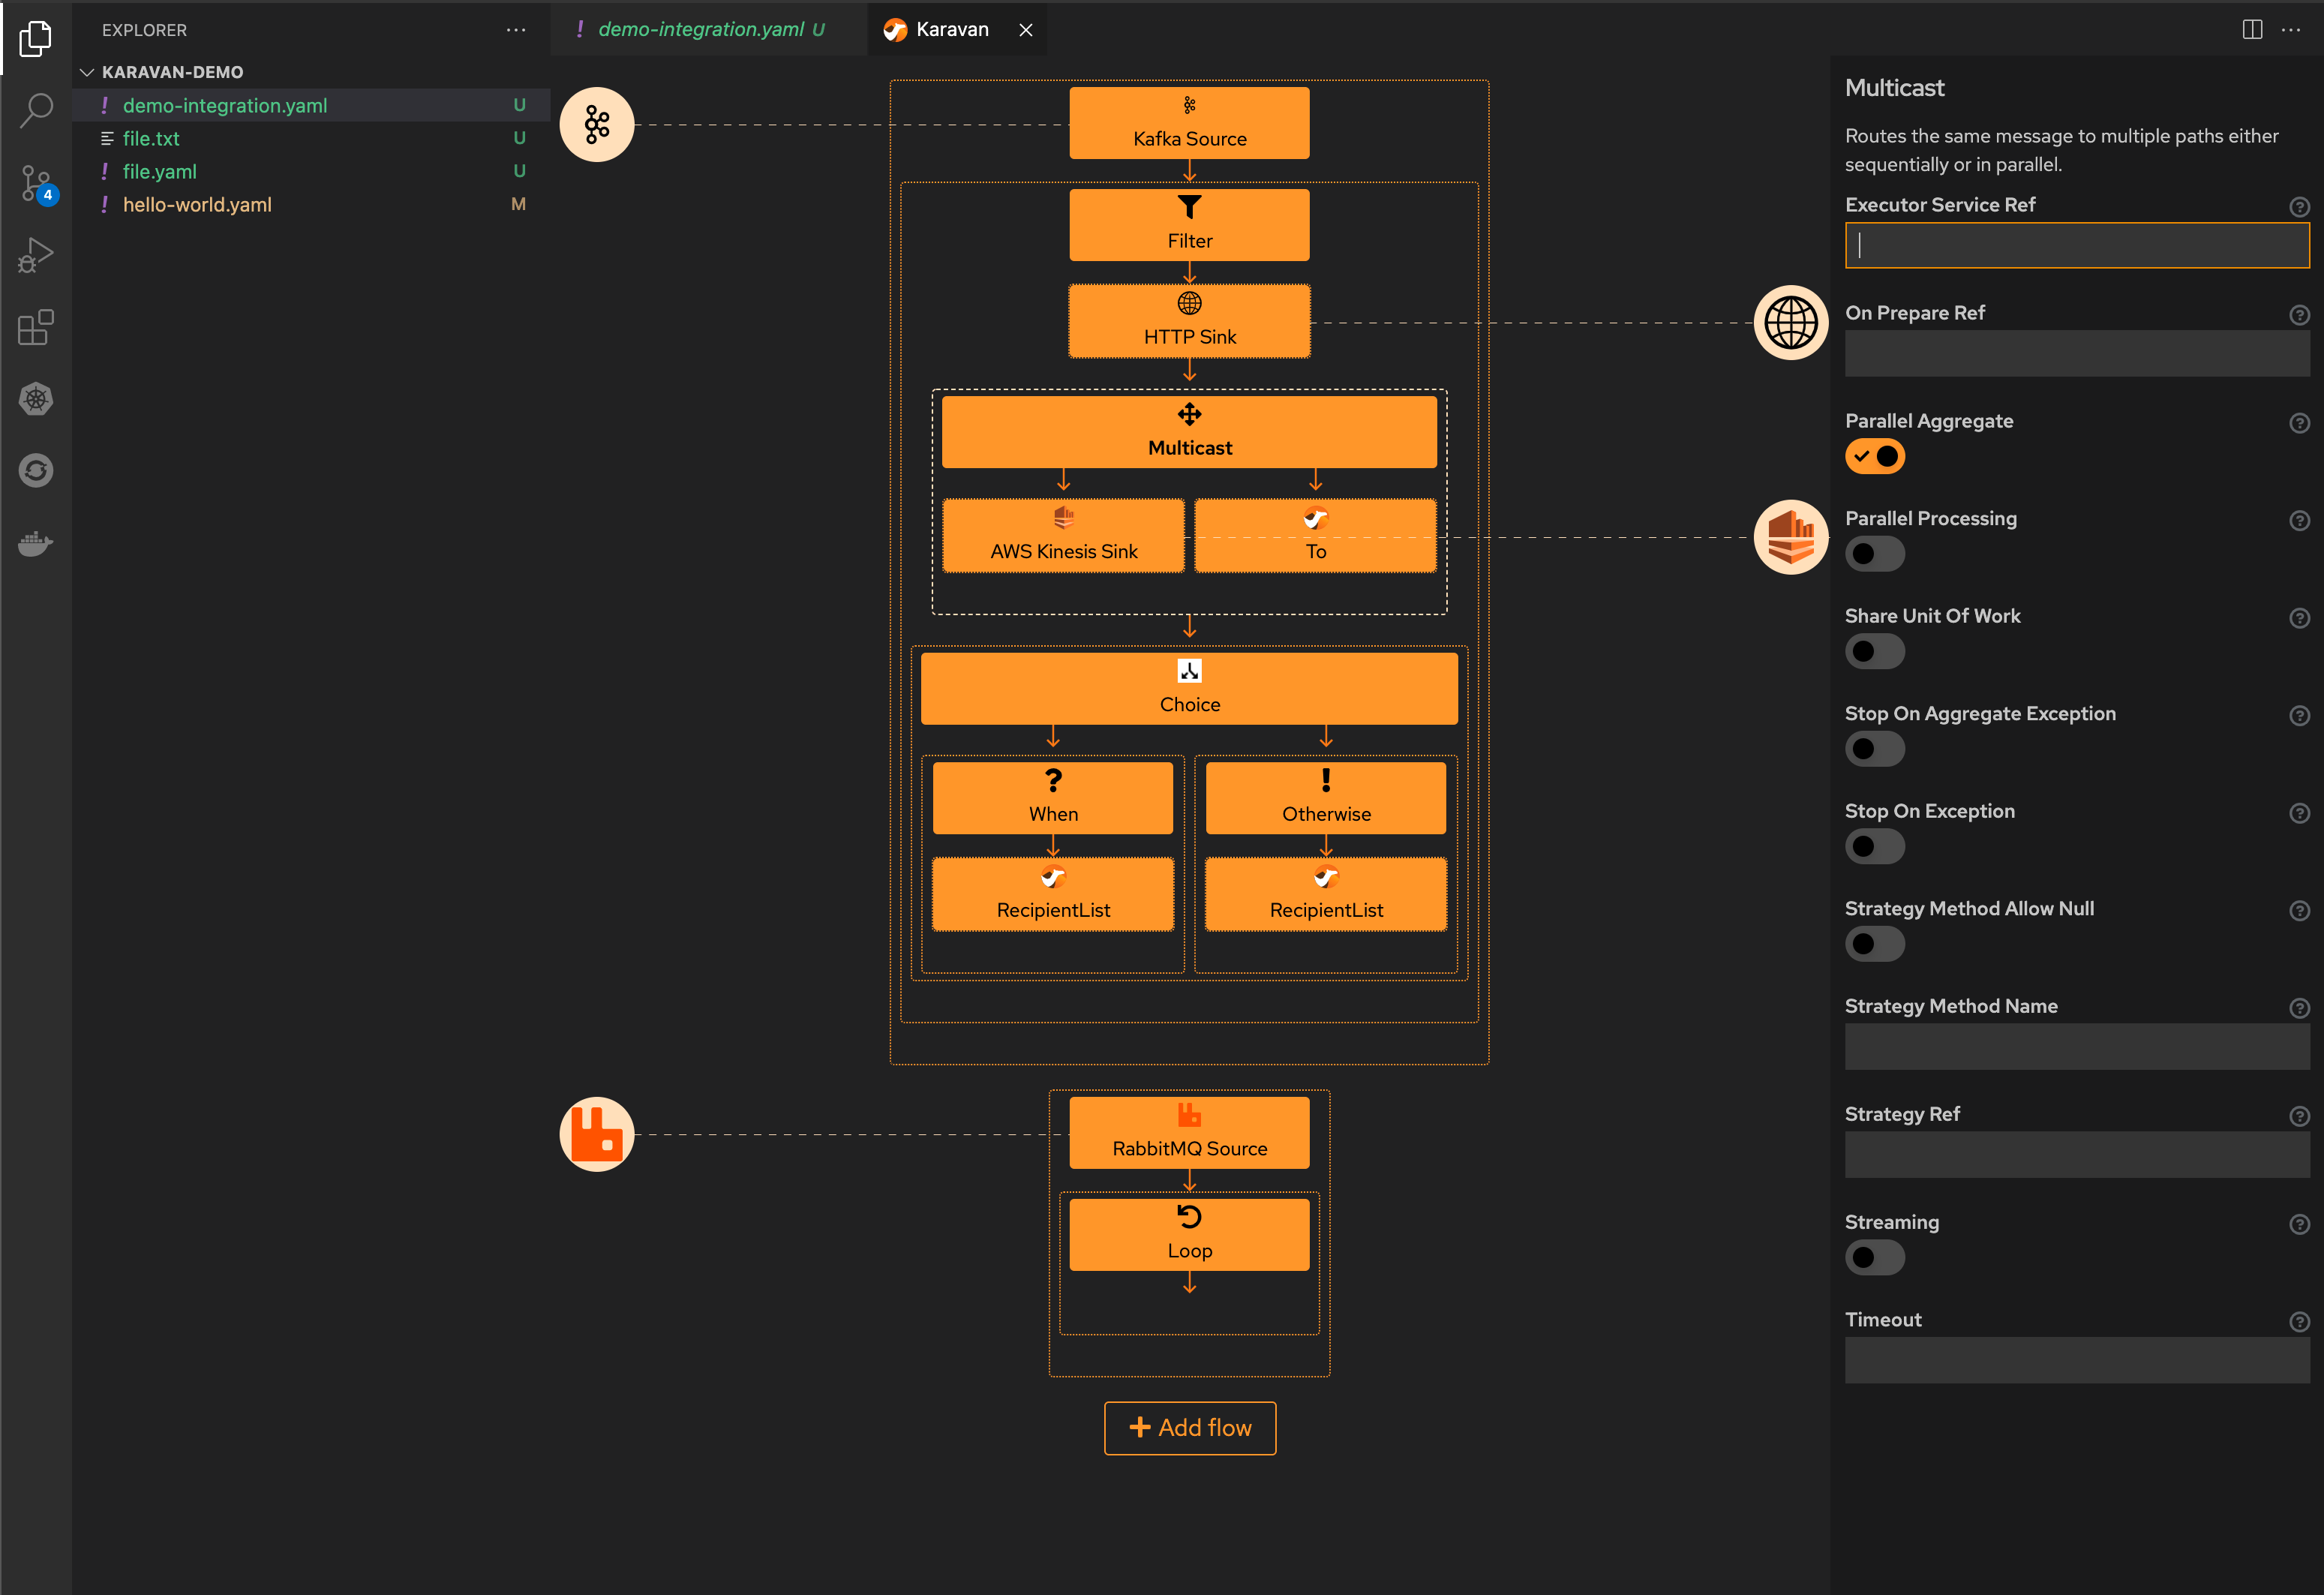 EXPLORER
KARAVAN-DEMO
! demo-integration.yaml U
file.txt U
! file.yaml U
! hello-world.yaml M
4
! demo-integration.yaml U
Karavan
Kafka Source
Filter
HTTP Sink
Multicast
AWS Kinesis Sink
To
Choice
?
When
!
Otherwise
RecipientList
RecipientList
RabbitMQ Source
Loop
+ Add flow
Multicast
Routes the same message to multiple paths either
sequentially or in parallel.
Executor Service Ref
On Prepare Ref
Parallel Aggregate
Parallel Processing
Share Unit Of Work
Stop On Aggregate Exception
Stop On Exception
Strategy Method Allow Null
Strategy Method Name
Strategy Ref
Streaming
Timeout